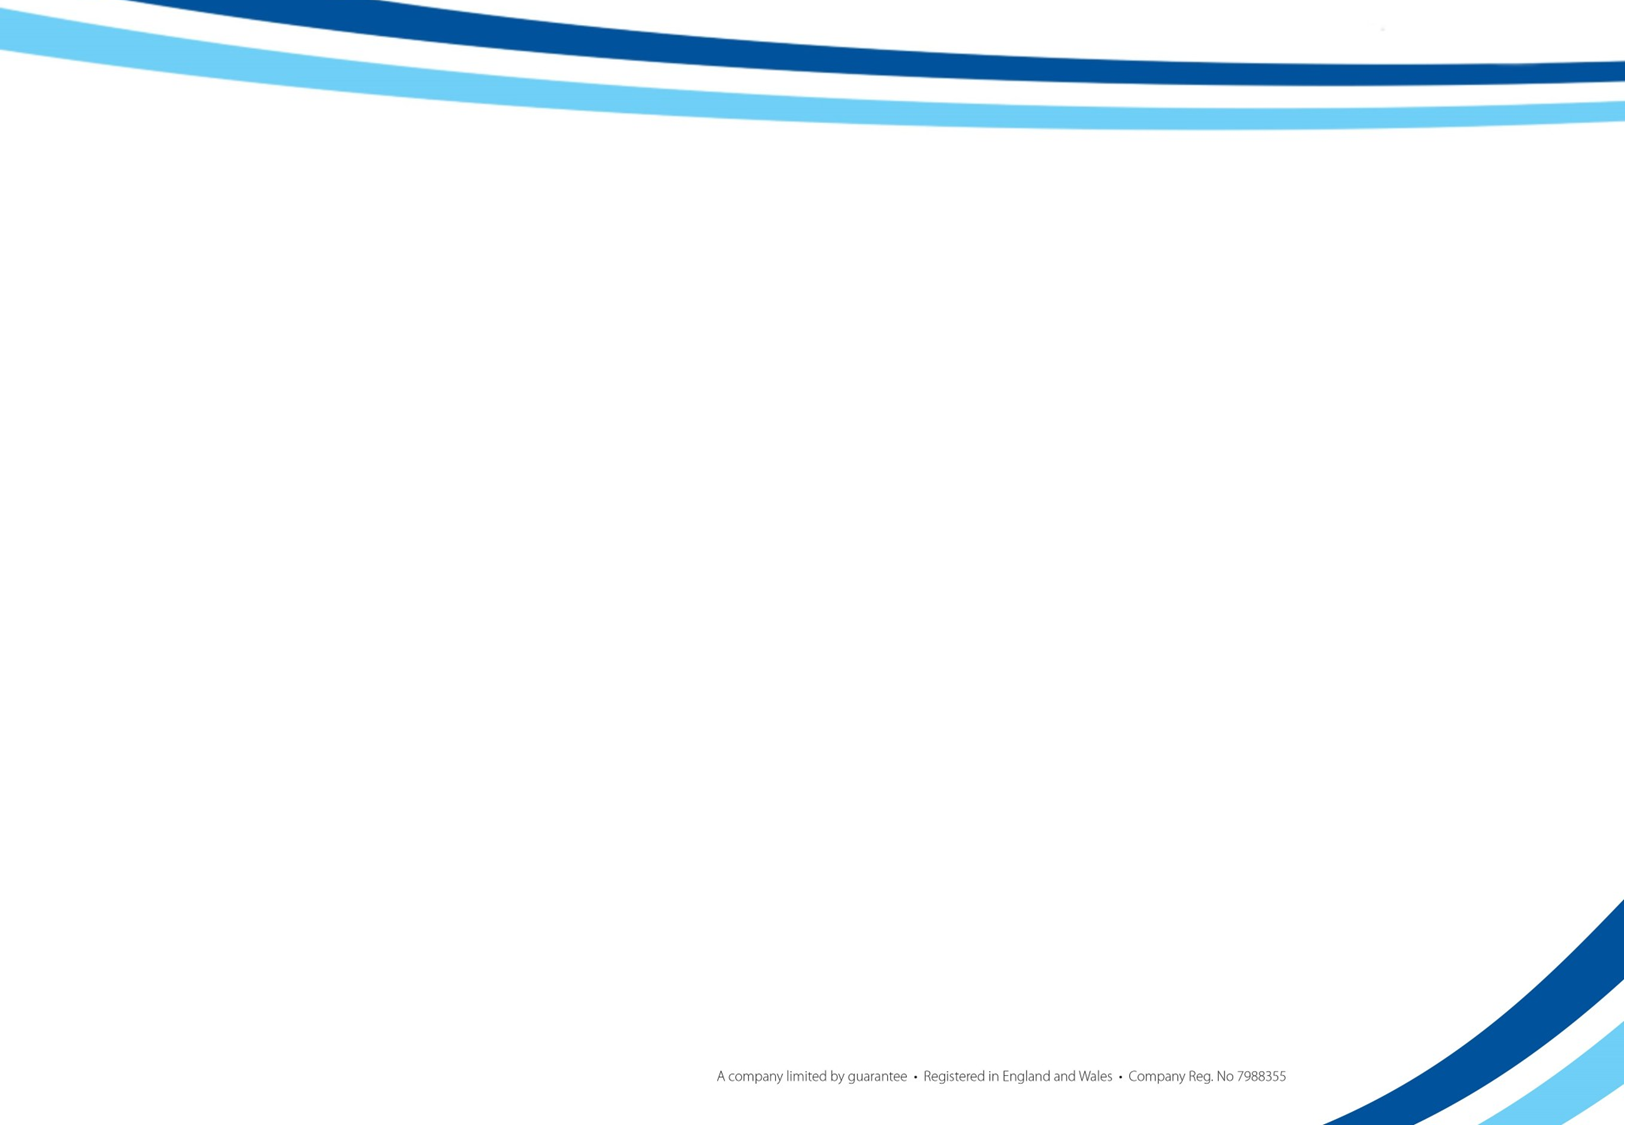 A company limited by guarantee • Registered in England and Wales • Company Reg. No 7988355